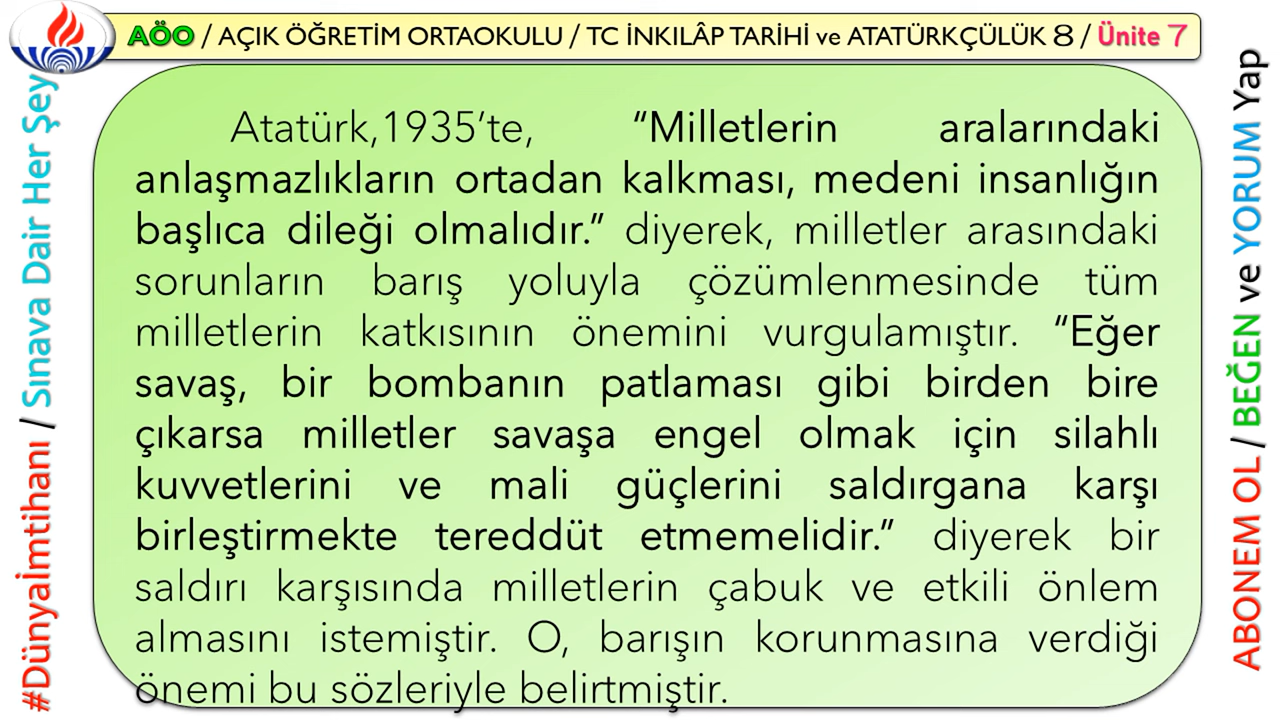 AÖO / AÇIK ÖĞRETİM ORTAOKULU / TC İNKILÂP TARİHİ ve ATATÜRKÇÜLÜK 8 / Ünite 7
Atatürk,1935’te, “Milletlerin aralarındaki
anlaşmazlıkların ortadan kalkması, medeni insanlığın
başlıca dileği olmalıdır.” diyerek, milletler arasındaki
sorunların barış yoluyla çözümlenmesinde tüm
milletlerin katkısının önemini vurgulamıştır. “Eğer
savaş, bir bombanın patlaması gibi birden bire
çıkarsa milletler savaşa engel olmak için silahlı
kuvvetlerini ve mali güçlerini saldırgana karşı
birleştirmekte tereddüt etmemelidir.” diyerek bir
saldırı karşısında milletlerin çabuk ve etkili önlem
almasını istemiştir. O, barışın korunmasına verdiği
önemi bu sözleriyle belirtmiştir.
#Dünyaimtihanı / Sınava Dair Her Şey
ABONEM OL / BEĞEN ve YORUM Yap